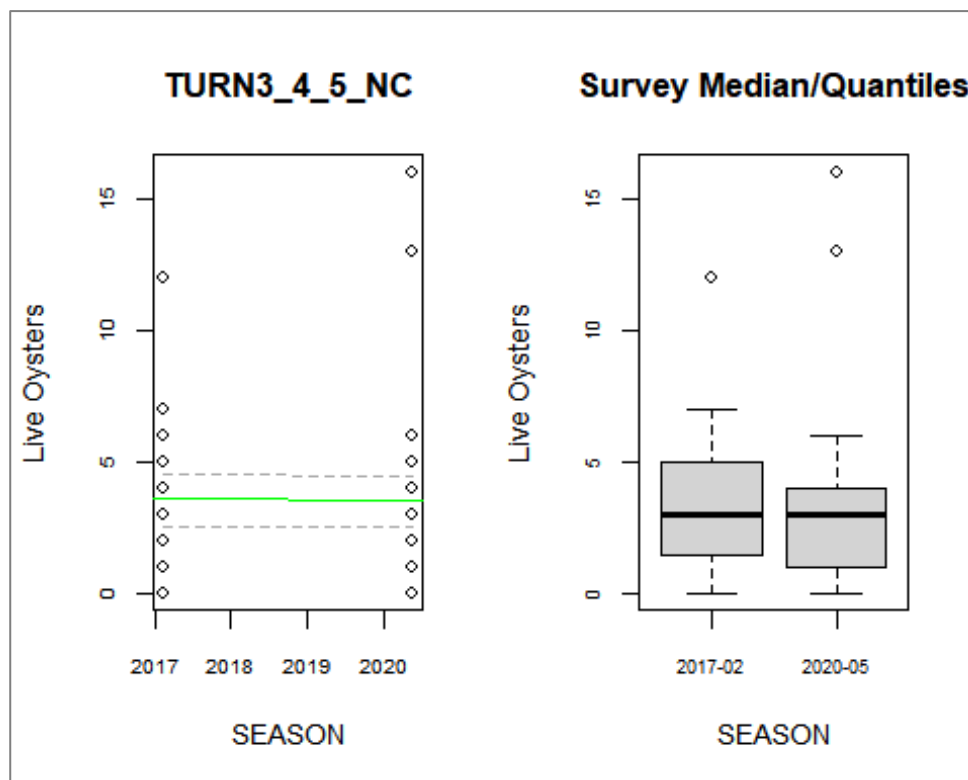 TURN3_4_5_NC
Live Oysters
15
10
5
0
2017 2018 2019 2020
SEASON
Survey Median/Quantiles
Live Oysters
15
10
5
0
2017-02 2020-05
SEASON